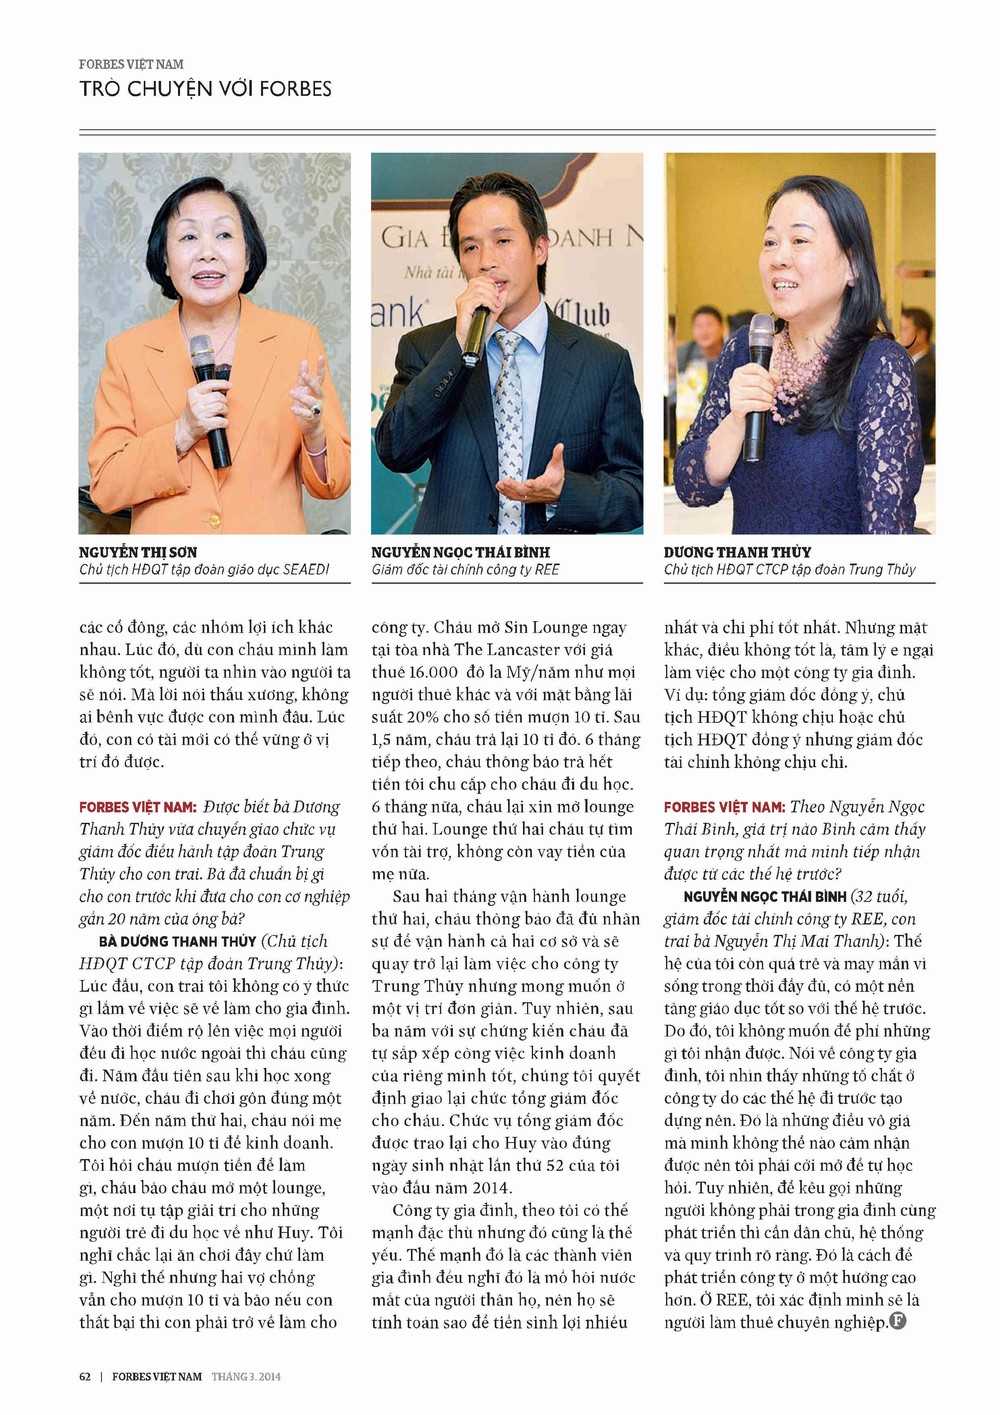 FORBES VIỆT NAM
TRÒ CHUYỆN VỚI FORBES
GIA Đ OANH N
Nhà tài
ank
Club
NGUYỄN THỊ SƠN
Chủ tịch HĐQT tập đoàn giáo dục SEAEDI
NGUYỄN NGỌC THÁI BÌNH
Giám đốc tài chính công ty REE
DƯƠNG THANH THỦY
Chủ tịch HĐQT CTCP tập đoàn Trung Thủy
các cổ đông, các nhóm lợi ích khác
nhau. Lúc đó, dù con cháu mình làm
không tốt, người ta nhìn vào người ta
sẽ nói. Mà lời nói thấu xương, không
ai bênh vực được con mình đâu. Lúc
đó, con có tài mới có thể vững ở vị
trí đó được.
FORBES VIỆT NAM: Được biết bà Dương
Thanh Thủy vừa chuyển giao chức vụ
giám đốc điều hành tập đoàn Trung
Thủy cho con trai. Bà đã chuẩn bị gì
cho con trước khi đưa cho con cơ nghiệp
gần 20 năm của ông bà?
BÀ DƯƠNG THANH THỦY (Chủ tịch
HĐQT CTCP tập đoàn Trung Thủy):
Lúc đầu, con trai tôi không có ý thức
gì lắm về việc sẽ về làm cho gia đình.
Vào thời điểm rộ lên việc mọi người
đều đi học nước ngoài thì cháu cũng
đi. Năm đầu tiên sau khi học xong
về nước, cháu đi chơi gôn đúng một
năm. Đến năm thứ hai, cháu nói mẹ
cho con mượn 10 tỉ để kinh doanh.
Tôi hỏi cháu mượn tiền để làm
gì, cháu bảo cháu mở một lounge,
một nơi tụ tập giải trí cho những
người trẻ đi du học về như Huy. Tôi
nghĩ chắc lại ăn chơi đây chứ làm
gì. Nghĩ thế nhưng hai vợ chồng
vẫn cho mượn 10 tỉ và bảo nếu con
thất bại thì con phải trở về làm cho
công ty. Cháu mở Sin Lounge ngay
tại tòa nhà The Lancaster với giá
thuê 16.000 đô la Mỹ/năm như mọi
người thuê khác và với mặt bằng lãi
suất 20% cho số tiền mượn 10 tỉ. Sau
1,5 năm, cháu trả lại 10 tỉ đó. 6 tháng
tiếp theo, cháu thông báo trả hết
tiền tôi chu cấp cho cháu đi du học.
6 tháng nữa, cháu lại xin mở lounge
thứ hai. Lounge thứ hai cháu tự tìm
vốn tài trợ, không còn vay tiền của
mẹ nữa.
Sau hai tháng vận hành lounge
thứ hai, cháu thông báo đã đủ nhân
sự để vận hành cả hai cơ sở và sẽ
quay trở lại làm việc cho công ty
Trung Thủy nhưng mong muốn ở
một vị trí đơn giản. Tuy nhiên, sau
ba năm với sự chứng kiến cháu đã
tự sắp xếp công việc kinh doanh
của riêng mình tốt, chúng tôi quyết
định giao lại chức tổng giám đốc
cho cháu. Chức vụ tổng giám đốc
được trao lại cho Huy vào đúng
ngày sinh nhật lần thứ 52 của tôi
vào đầu năm 2014.
Công ty gia đình, theo tôi có thế
mạnh đặc thù nhưng đó cũng là thế
yếu. Thế mạnh đó là các thành viên
gia đình đều nghĩ đó là mồ hôi nước
mắt của người thân họ, nên họ sẽ
tính toán sao để tiền sinh lợi nhiều
nhất và chi phí tốt nhất. Nhưng mặt
khác, điều không tốt là, tâm lý e ngại
làm việc cho một công ty gia đình.
Ví dụ: tổng giám đốc đồng ý, chủ
tịch HĐQT không chịu hoặc chủ
tịch HĐQT đồng ý nhưng giám đốc
tài chính không chịu chi.
FORBES VIỆT NAM: Theo Nguyễn Ngọc
Thái Bình, giá trị nào Bình cảm thấy
quan trọng nhất mà mình tiếp nhận
được từ các thế hệ trước?
NGUYỄN NGỌC THÁI BÌNH (32 tuổi,
giám đốc tài chính công ty REE, con
trai bà Nguyễn Thị Mai Thanh): Thế
hệ của tôi còn quá trẻ và may mắn vì
sống trong thời đầy đủ, có một nền
tảng giáo dục tốt so với thế hệ trước.
Do đó, tôi không muốn để phí những
gì tôi nhận được. Nói về công ty gia
đình, tôi nhìn thấy những tố chất ở
công ty do các thế hệ đi trước tạo
dựng nên. Đó là những điều vô giá
mà mình không thể nào cảm nhận
được nên tôi phải cởi mở để tự học
hỏi. Tuy nhiên, để kêu gọi những
người không phải trong gia đình cùng
phát triển thì cần dân chủ, hệ thống
và quy trình rõ ràng. Đó là cách để
phát triển công ty ở một hướng cao
hơn. Ở REE, tôi xác định mình sẽ là
người làm thuê chuyên nghiệp. F
62 | FORBES VIỆT NAM THÁNG 3. 2014